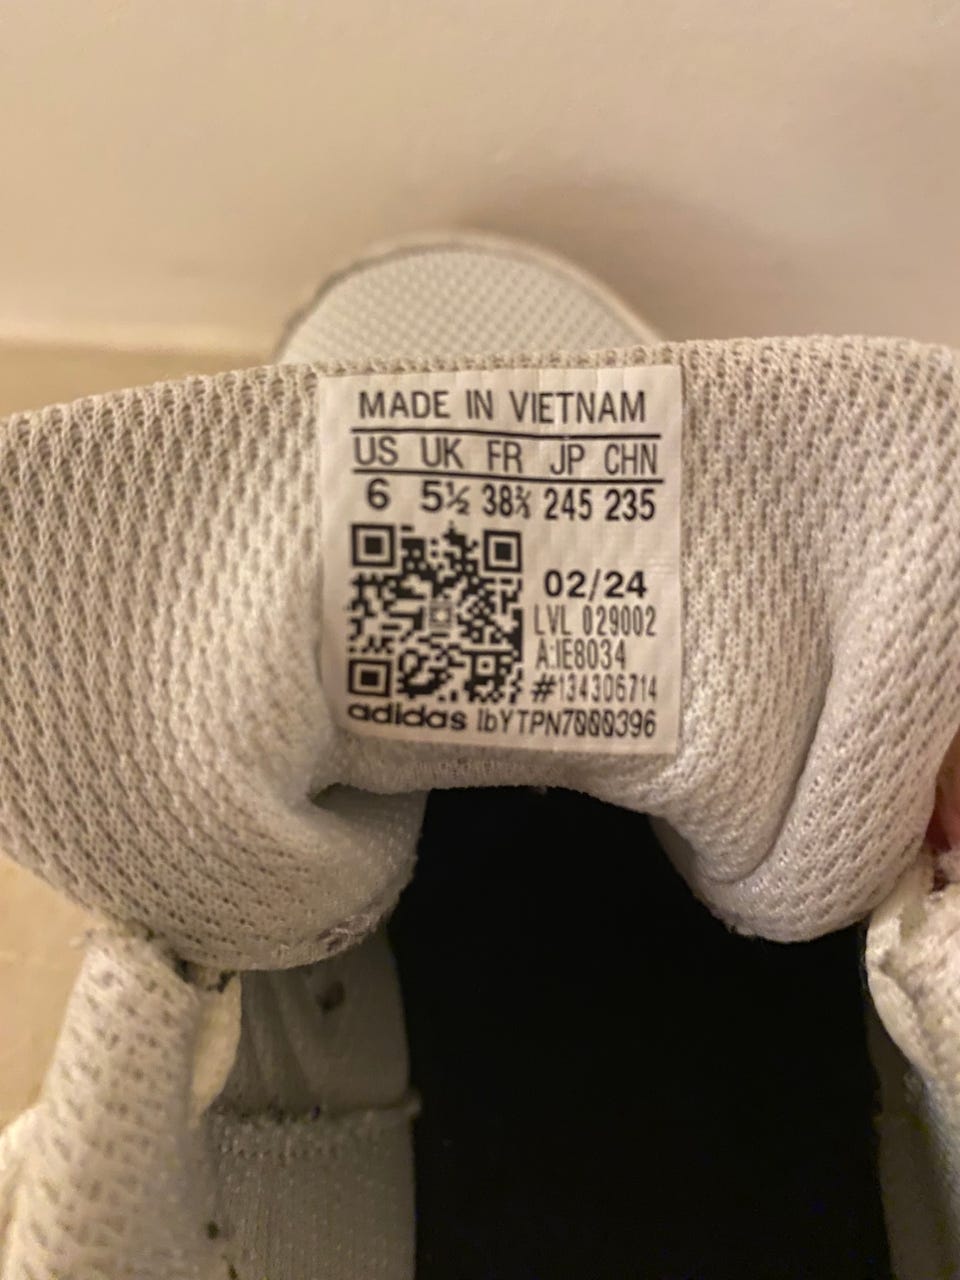 MADE IN VIETNAM
US UK FR JP CHN
6 5½ 38⅔ 245 235
02/24
LVL 029002
A:IE8034
#134306714
adidas lbYTPN7000396